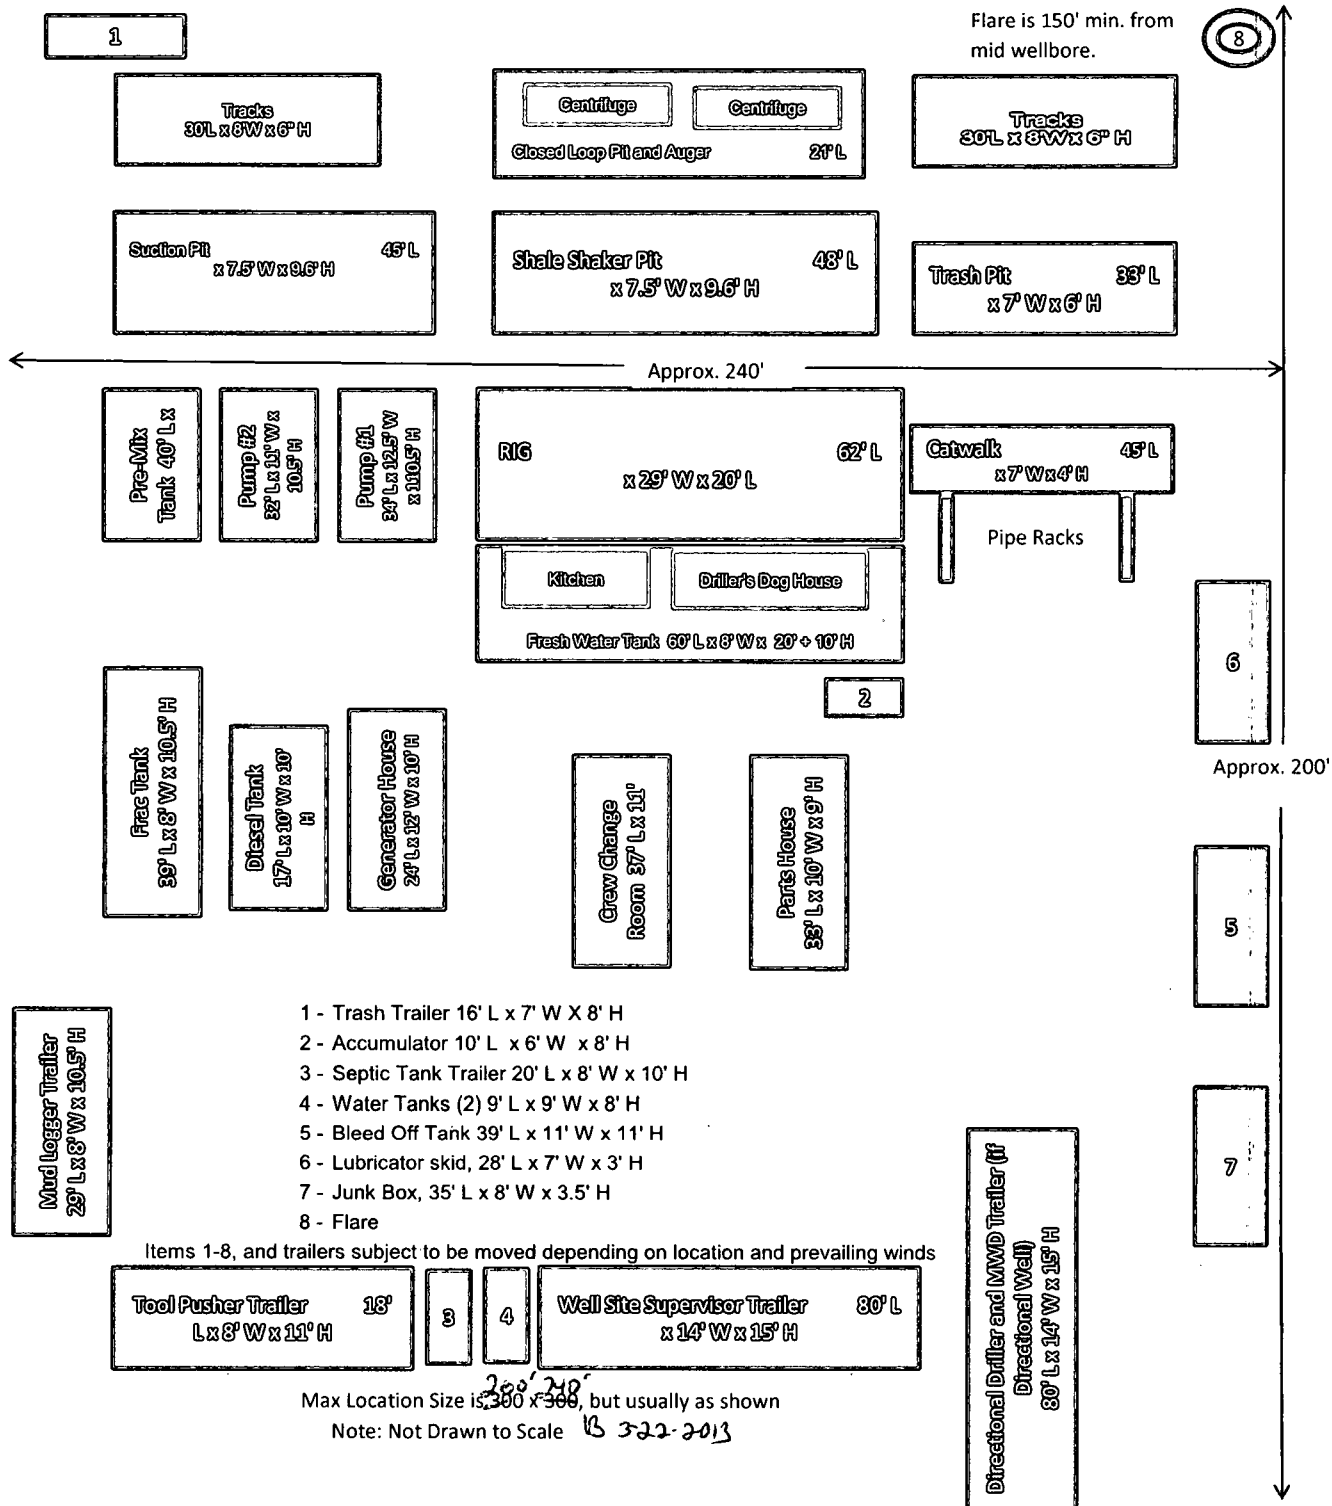 1
Flare is 150' min. from
mid wellbore.
8
Tracks
30'L x 8'W x 6" H
Centrifuge
Centrifuge
Closed Loop Pit and Auger 21' L
Tracks
30'L x 8'W x 6" H
Suction Pit 45' L
x 7.5' W x 9.6' H
Shale Shaker Pit 48' L
x 7.5' W x 9.6' H
Trash Pit 33' L
x 7' W x 6' H
Approx. 240'
Pre-Mix
Tank 40' L x
Pump #2
32' L x 11' W x
10.5' H
Pump #1
34' L x 12.5' W
x 110.5' H
RIG 62' L
x 29' W x 20' L
Catwalk 45' L
x 7' W x 4' H
Pipe Racks
Kitchen
Driller's Dog House
Fresh Water Tank 60' L x 8' W x 20' + 10' H
6
2
Approx. 200'
Frac Tank
39' L x 8' W x 10.5' H
Diesel Tank
17' L x 10' W x 10'
H
Generator House
24' L x 12' W x 10' H
Crew Change
Room 37' L x 11'
Parts House
33' L x 10' W x 9' H
5
Mud Logger Trailer
29' L x 8' W x 10.5' H
1 - Trash Trailer 16' L x 7' W X 8' H
2 - Accumulator 10' L x 6' W x 8' H
3 - Septic Tank Trailer 20' L x 8' W x 10' H
4 - Water Tanks (2) 9' L x 9' W x 8' H
5 - Bleed Off Tank 39' L x 11' W x 11' H
6 - Lubricator skid, 28' L x 7' W x 3' H
7 - Junk Box, 35' L x 8' W x 3.5' H
8 - Flare
7
Items 1-8, and trailers subject to be moved depending on location and prevailing winds
Directional Driller and MWD Trailer (if
Directional Well)
80' L x 14' W x 15' H
Tool Pusher Trailer 18'
L x 8' W x 11' H
3
4
Well Site Supervisor Trailer 80' L
x 14' W x 15' H
200' 240'
Max Location Size is 300 x 300, but usually as shown
Note: Not Drawn to Scale 3-22-2013